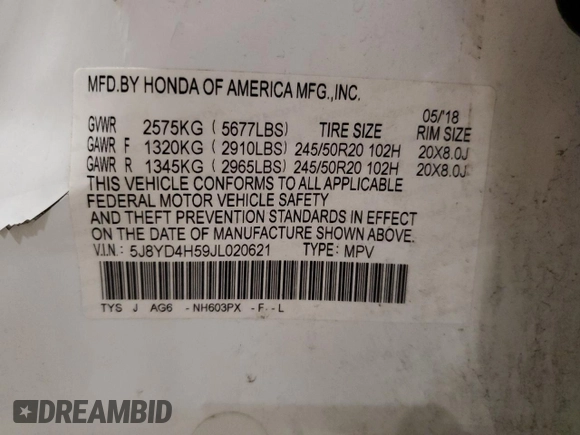 MFD.BY HONDA OF AMERICA MFG.,INC.
05/'18
GVWR 2575KG ( 5677LBS) TIRE SIZE RIM SIZE
GAWR F 1320KG ( 2910LBS) 245/50R20 102H 20X8.0J
GAWR R 1345KG ( 2965LBS) 245/50R20 102H 20X8.0J
THIS VEHICLE CONFORMS TO ALL APPLICABLE
FEDERAL MOTOR VEHICLE SAFETY
AND THEFT PREVENTION STANDARDS IN EFFECT
ON THE DATE OF MANUFACTURE SHOWN ABOVE.
V.I.N.: 5J8YD4H59JL020621 TYPE: MPV
TYS J AG6 -NH603PX -F--L
DREAMBID